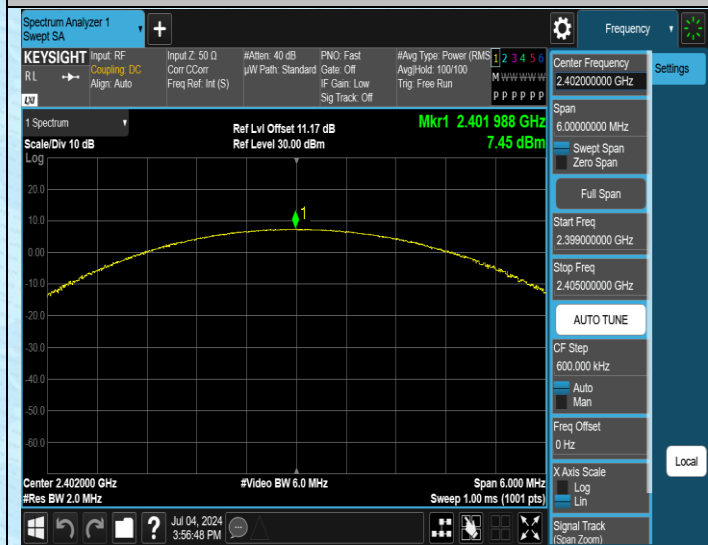 Spectrum Analyzer 1
Swept SA
Frequency
KEYSIGHT
RL
LXI
Input: RF
Coupling: DC
Align: Auto
Input Z: 50 Ω
Corr CCorr
Freq Ref: Int (S)
#Atten: 40 dB
µW Path: Standard
PNO: Fast
Gate: Off
IF Gain: Low
Sig Track: Off
#Avg Type: Power (RMS
Avg|Hold: 100/100
Trig: Free Run
1 2 3 4 5 6
M W W W W W
P P P P P P
1 Spectrum
Scale/Div 10 dB
Log
Ref Lvl Offset 11.17 dB
Ref Level 30.00 dBm
Mkr1 2.401 988 GHz
7.45 dBm
1
20.0
10.0
0.00
-10.0
-20.0
-30.0
-40.0
-50.0
-60.0
Center 2.402000 GHz
#Res BW 2.0 MHz
#Video BW 6.0 MHz
Span 6.000 MHz
Sweep 1.00 ms (1001 pts)
Center Frequency
2.402000000 GHz
Settings
Span
6.00000000 MHz
Swept Span
Zero Span
Full Span
Start Freq
2.399000000 GHz
Stop Freq
2.405000000 GHz
AUTO TUNE
CF Step
600.000 kHz
Auto
Man
Freq Offset
0 Hz
X Axis Scale
Log
Lin
Local
Signal Track
(Span Zoom)
?
Jul 04, 2024
3:56:48 PM